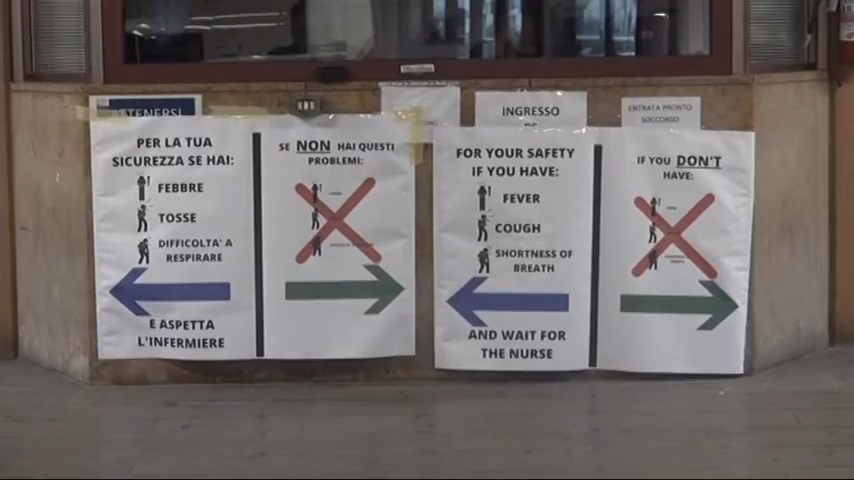 ATTENERSI
INGRESSO
ENTRATA PRONTO
SOCCORSO
PER LA TUA
SICUREZZA SE HAI:
FEBBRE
TOSSE
DIFFICOLTA' A
RESPIRARE
E ASPETTA
L'INFERMIERE
SE NON HAI QUESTI
PROBLEMI:
FOR YOUR SAFETY
IF YOU HAVE:
FEVER
COUGH
SHORTNESS OF
BREATH
AND WAIT FOR
THE NURSE
IF YOU DON'T
HAVE: